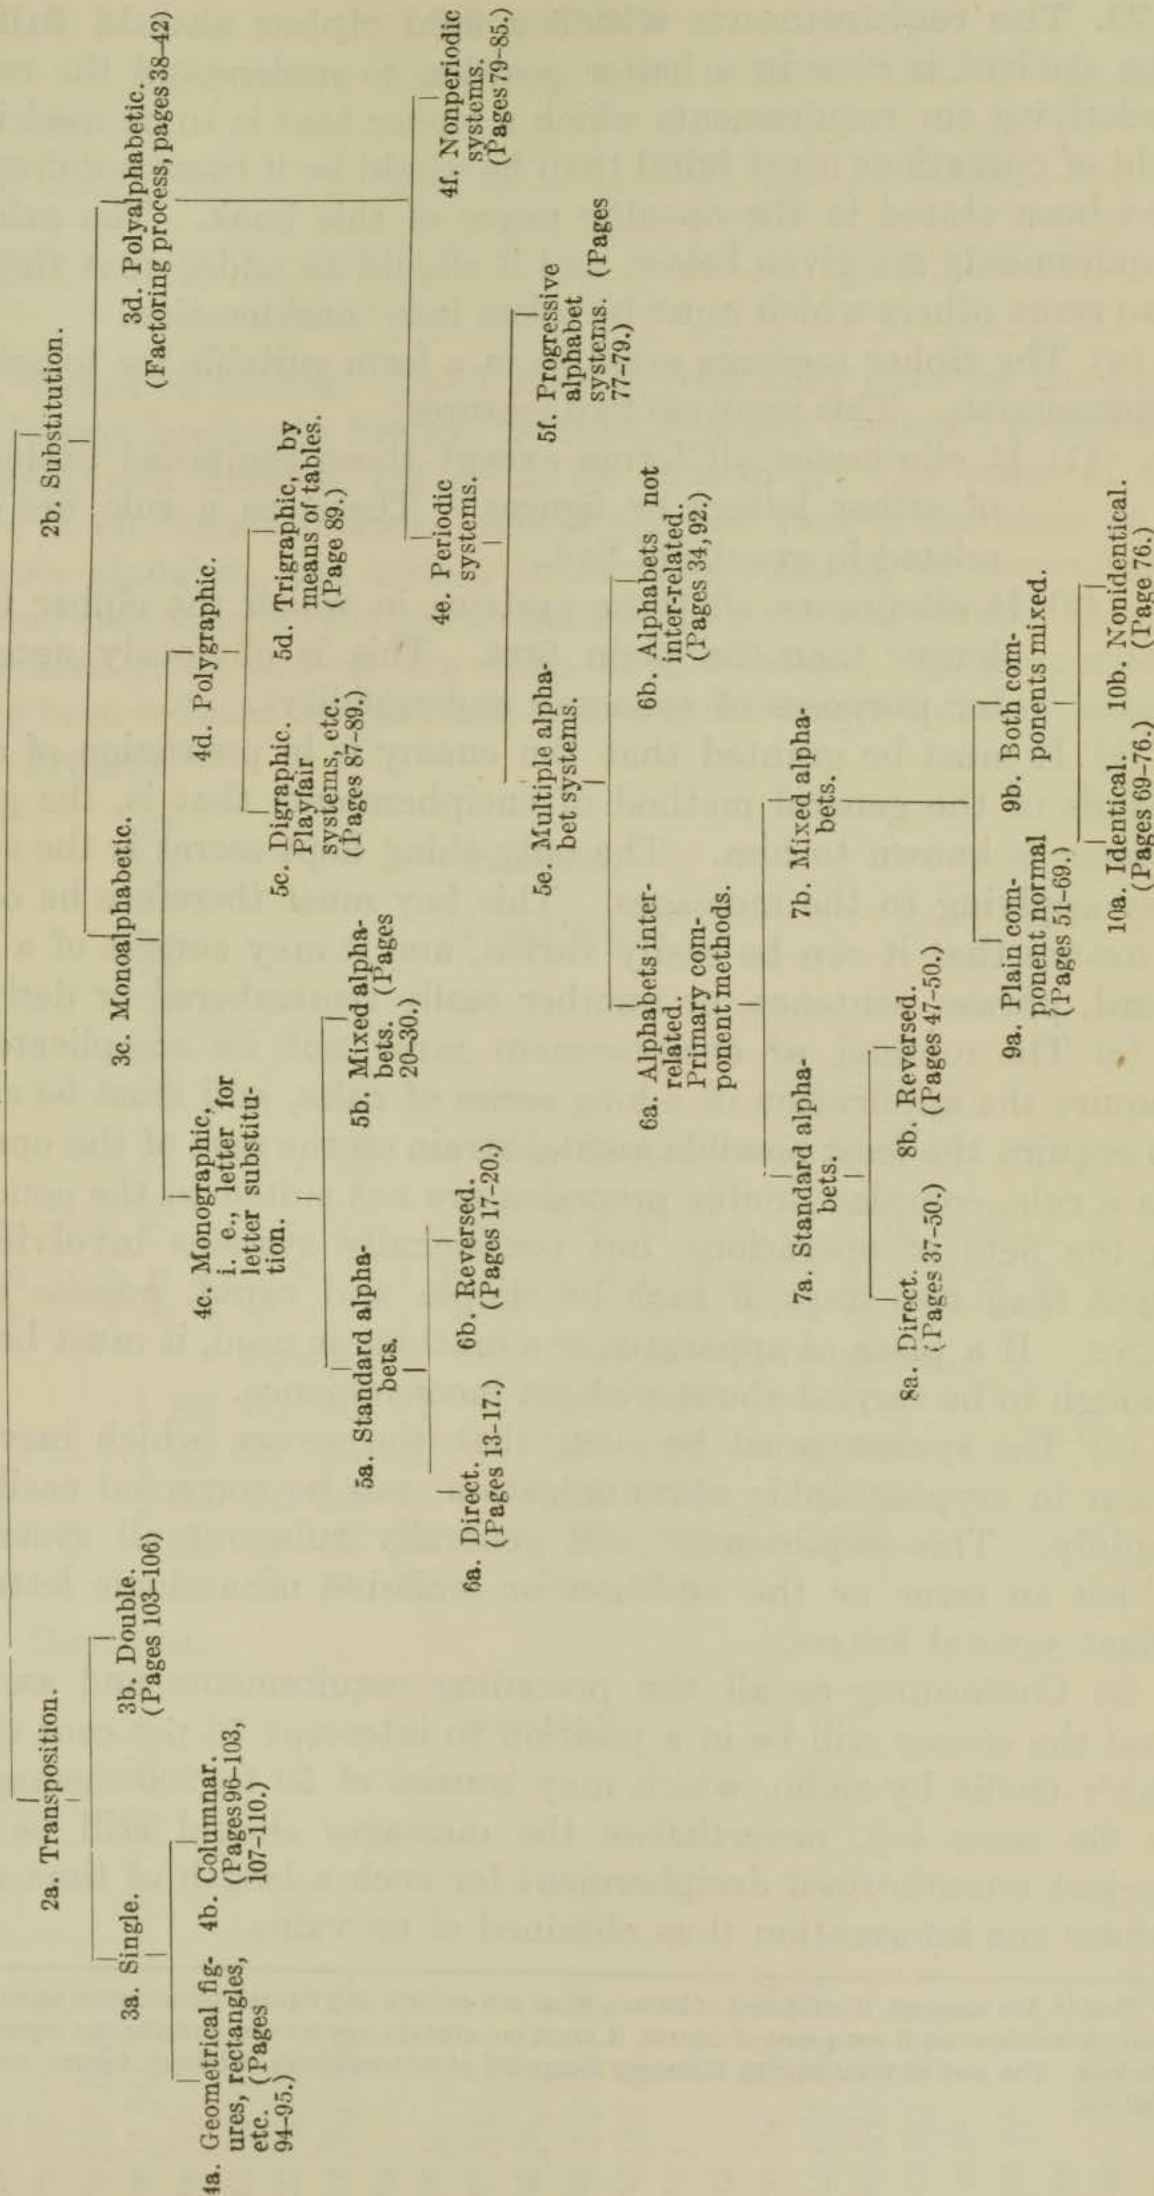 2a. Transposition.
2b. Substitution.
3a. Single.
3b. Double.
(Pages 103-106)
3c. Monoalphabetic.
3d. Polyalphabetic.
(Factoring process, pages 38-42)
4a. Geometrical fig-
ures, rectangles,
etc. (Pages
94-95.)
4b. Columnar.
(Pages 96-103,
107-110.)
4c. Monographic,
i. e., letter for
letter substitu-
tion.
4d. Polygraphic.
5a. Standard alpha-
bets.
5b. Mixed alpha-
bets. (Pages
20-30.)
5c. Digraphic.
Playfair
systems, etc.
(Pages 87-89.)
5d. Trigraphic, by
means of tables.
(Page 89.)
6a. Direct.
(Pages 13-17.)
6b. Reversed.
(Pages 17-20.)
4e. Periodic
systems.
4f. Nonperiodic
systems.
(Pages 79-85.)
5e. Multiple alpha-
bet systems.
5f. Progressive
alphabet
systems. (Pages
77-79.)
6a. Alphabets inter-
related.
Primary com-
ponent methods.
6b. Alphabets not
inter-related.
(Pages 34, 92.)
7a. Standard alpha-
bets.
7b. Mixed alpha-
bets.
8a. Direct.
(Pages 37-50.)
8b. Reversed.
(Pages 47-50.)
9a. Plain com-
ponent normal
(Pages 51-69.)
9b. Both com-
ponents mixed.
10a. Identical.
(Pages 69-76.)
10b. Nonidentical.
(Page 76.)